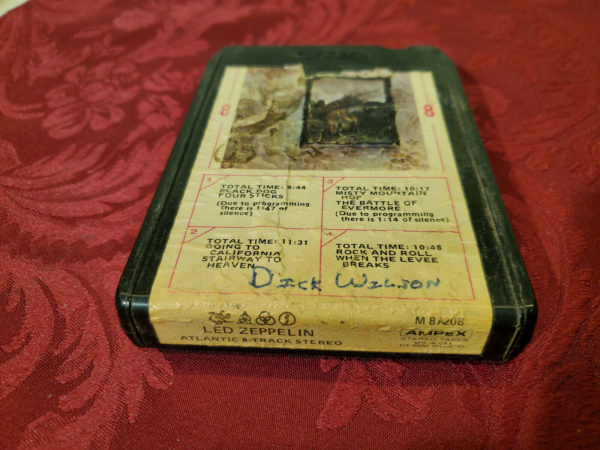 8 8
1
TOTAL TIME: 9:44
BLACK DOG
FOUR STICKS
(Due to programming
there is 1:47 of
silence)
3
TOTAL TIME: 10:17
MISTY MOUNTAIN
HOP
THE BATTLE OF
EVERMORE
(Due to programming
there is 1:14 of silence)
2
TOTAL TIME: 11:31
GOING TO
CALIFORNIA
STAIRWAY TO
HEAVEN
4
TOTAL TIME: 10:48
ROCK AND ROLL
WHEN THE LEVEE
BREAKS
Dick Wilson
LED ZEPPELIN
ATLANTIC 8-TRACK STEREO
M 87208
AMPEX
STEREO TAPES